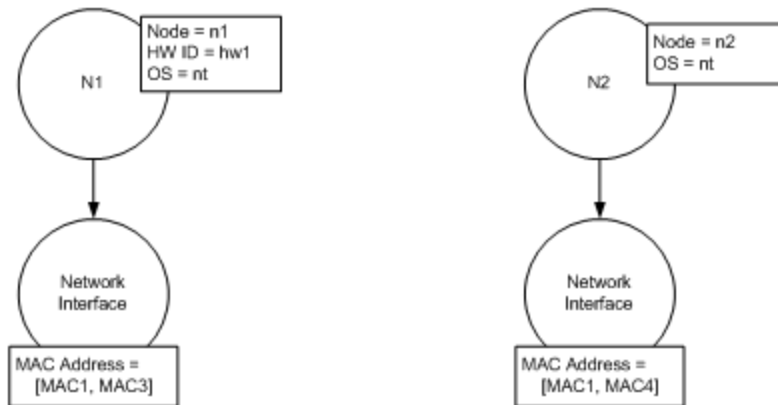 Node = n1
HW ID = hw1
OS = nt
N1
Node = n2
OS = nt
N2
Network
Interface
MAC Address =
[MAC1, MAC3]
Network
Interface
MAC Address =
[MAC1, MAC4]